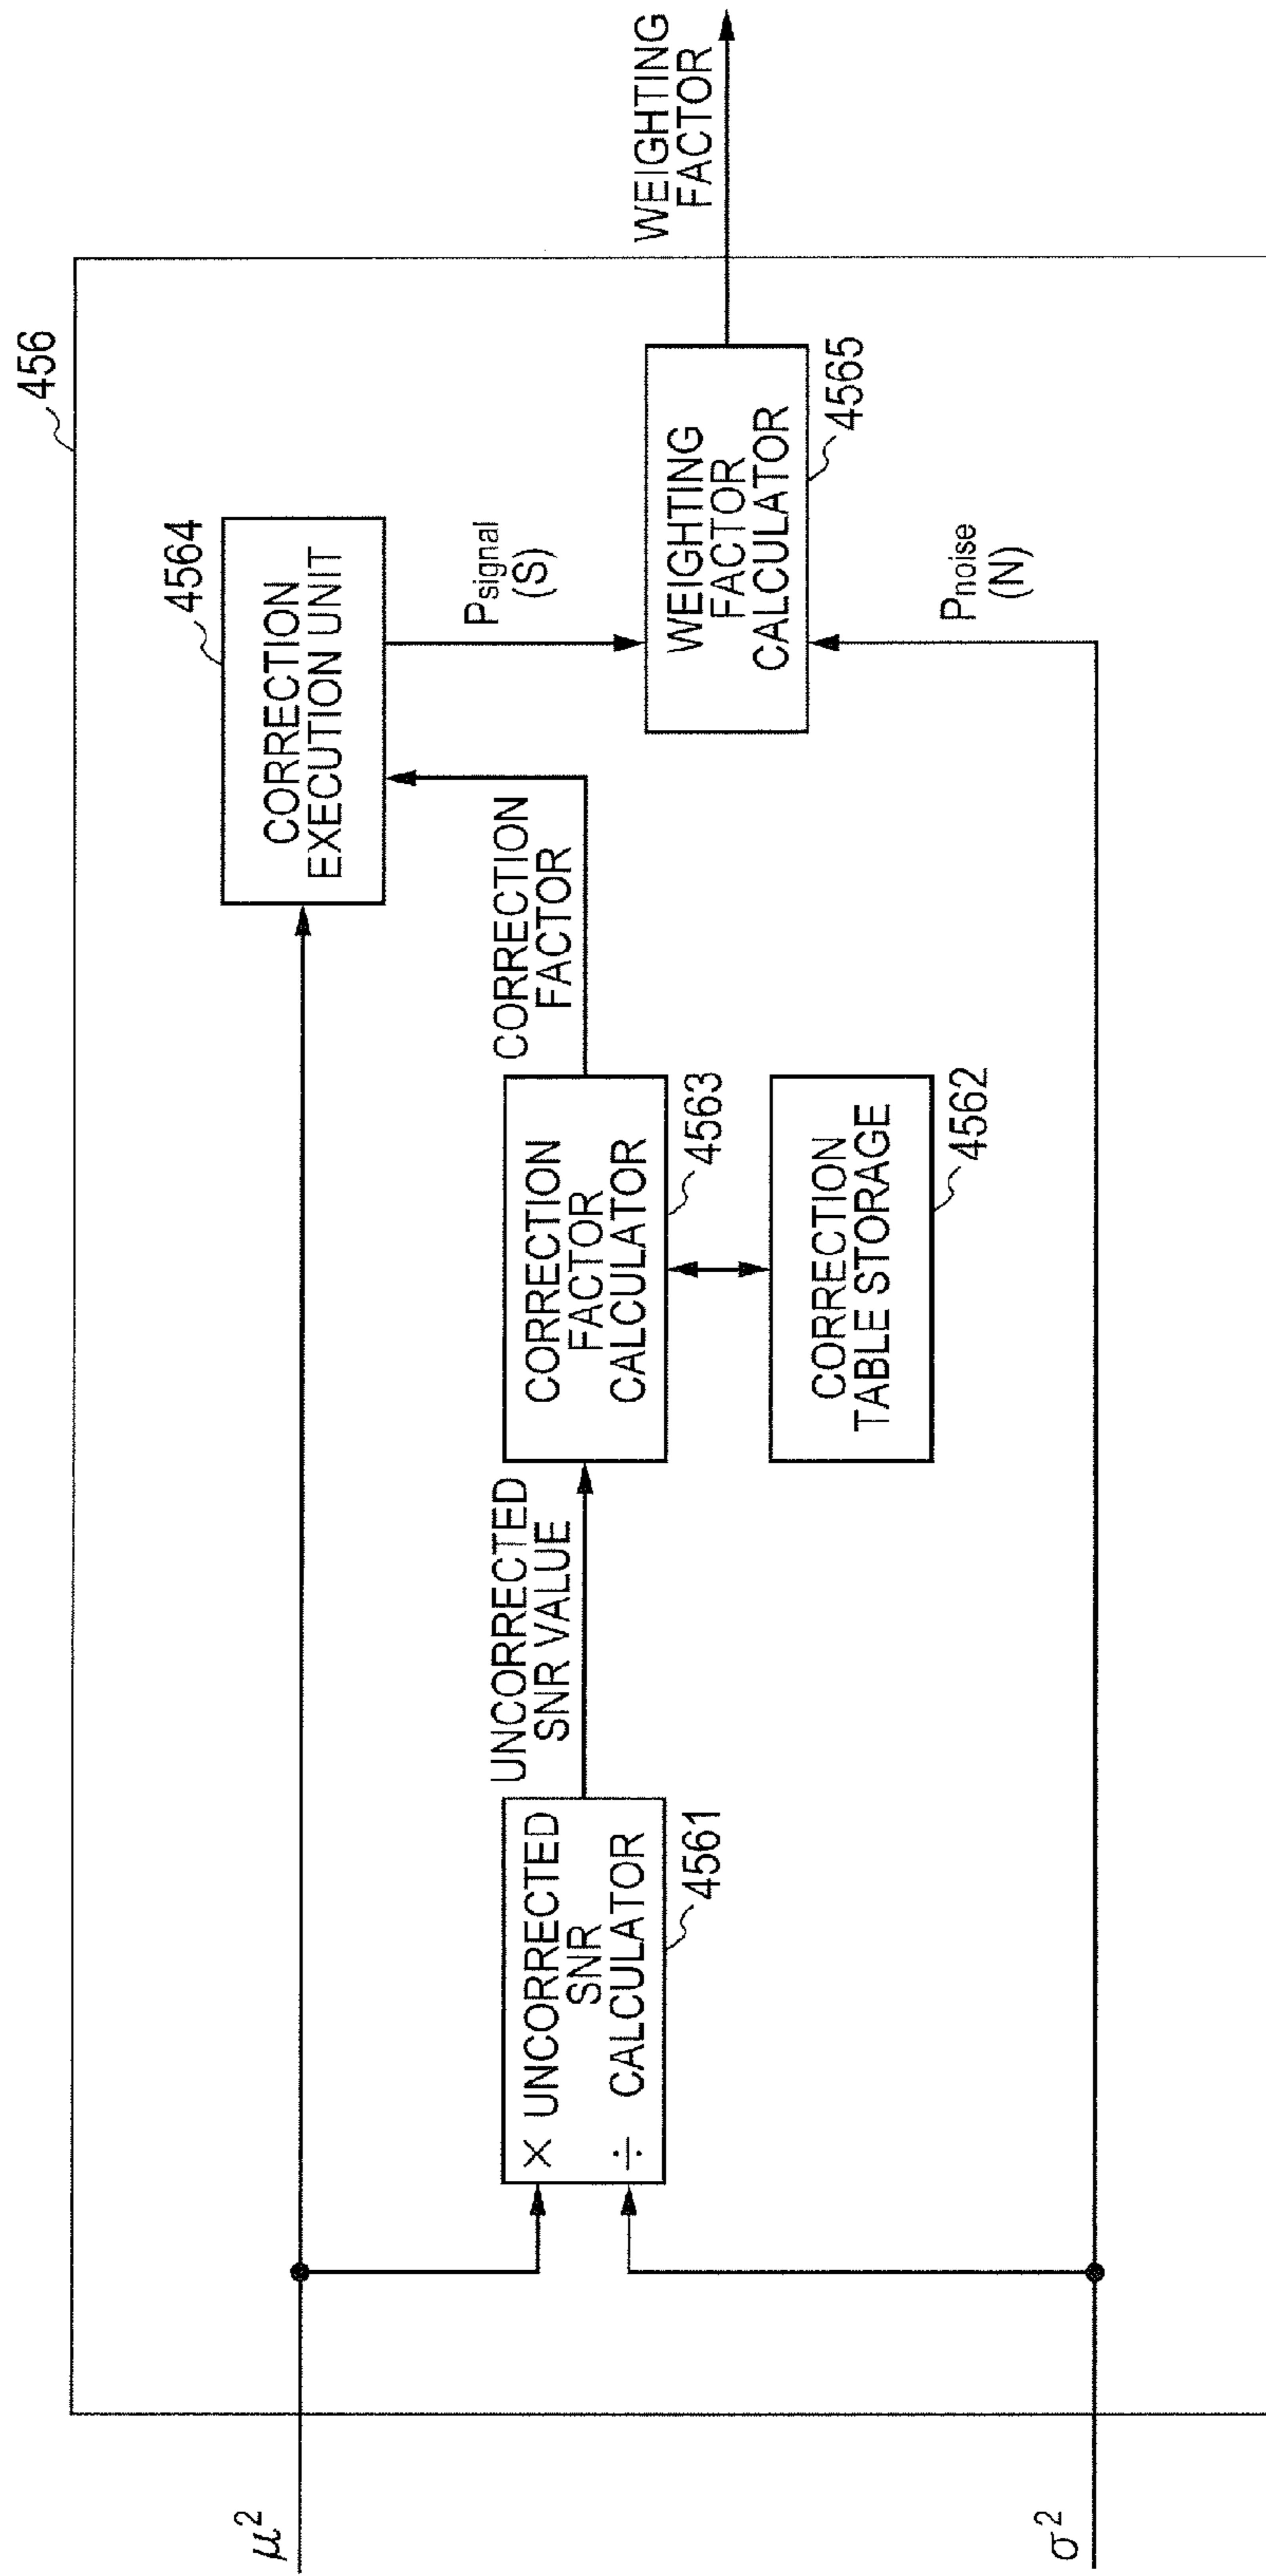 456
4564
CORRECTION
EXECUTION UNIT
μ²
Psignal
(S)
WEIGHTING
FACTOR
UNCORRECTED
SNR VALUE
CORRECTION
FACTOR
× UNCORRECTED
SNR
÷ CALCULATOR
4561
CORRECTION
FACTOR
CALCULATOR
4563
WEIGHTING
FACTOR
CALCULATOR
4565
CORRECTION
TABLE STORAGE
4562
Pnoise
(N)
σ²